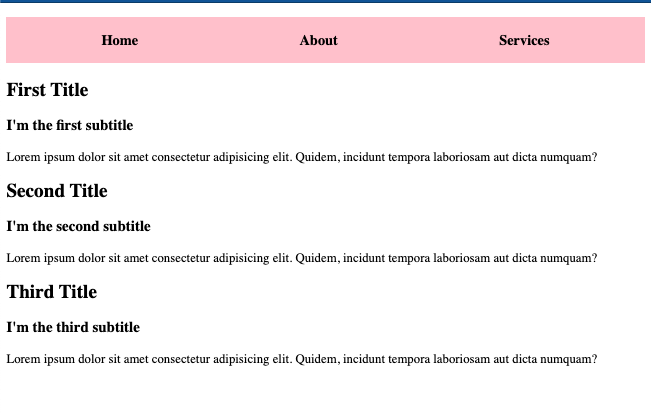 Home About Services
First Title
I'm the first subtitle
Lorem ipsum dolor sit amet consectetur adipisicing elit. Quidem, incidunt tempora laboriosam aut dicta numquam?
Second Title
I'm the second subtitle
Lorem ipsum dolor sit amet consectetur adipisicing elit. Quidem, incidunt tempora laboriosam aut dicta numquam?
Third Title
I'm the third subtitle
Lorem ipsum dolor sit amet consectetur adipisicing elit. Quidem, incidunt tempora laboriosam aut dicta numquam?